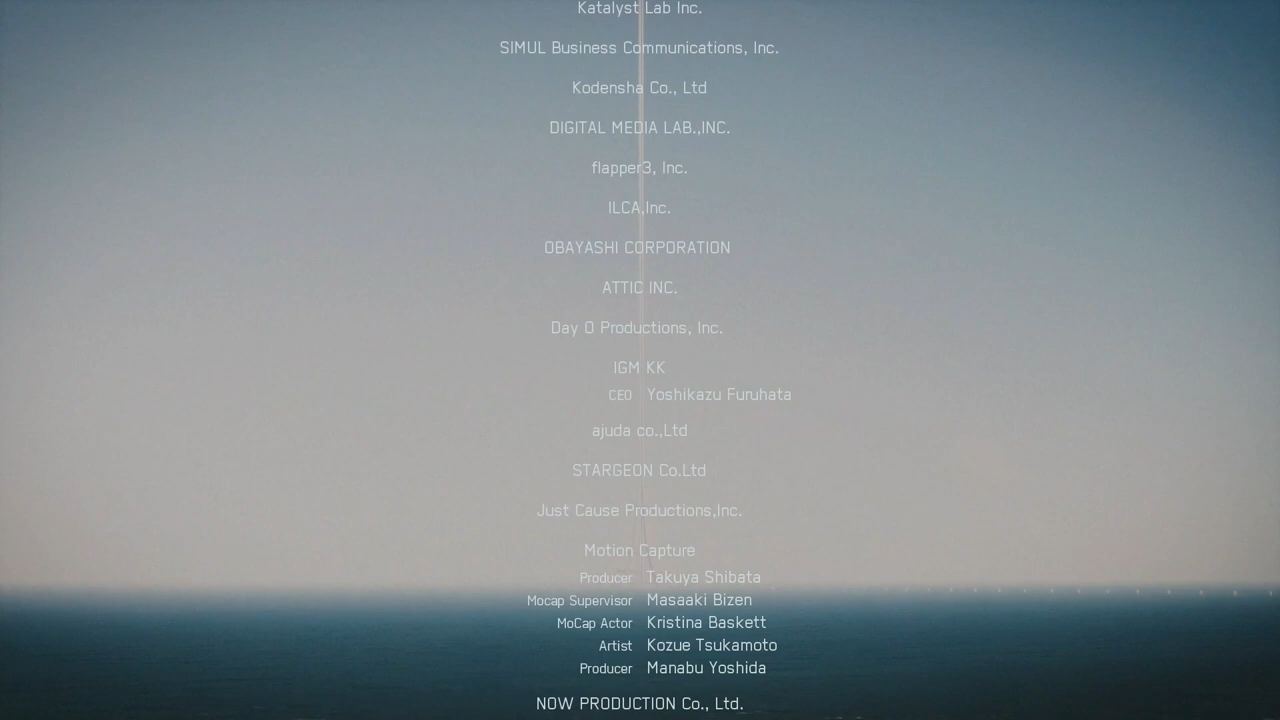 Katalyst Lab Inc.
SIMUL Business Communications, Inc.
Kodensha Co., Ltd
DIGITAL MEDIA LAB.,INC.
flapper3, Inc.
ILCA,Inc.
OBAYASHI CORPORATION
ATTIC INC.
Day 0 Productions, Inc.
IGM KK
CEO Yoshikazu Furuhata
ajuda co.,Ltd
STARGEON Co.Ltd
Just Cause Productions,Inc.
Motion Capture
Producer Takuya Shibata
Mocap Supervisor Masaaki Bizen
MoCap Actor Kristina Baskett
Artist Kozue Tsukamoto
Producer Manabu Yoshida
NOW PRODUCTION Co., Ltd.